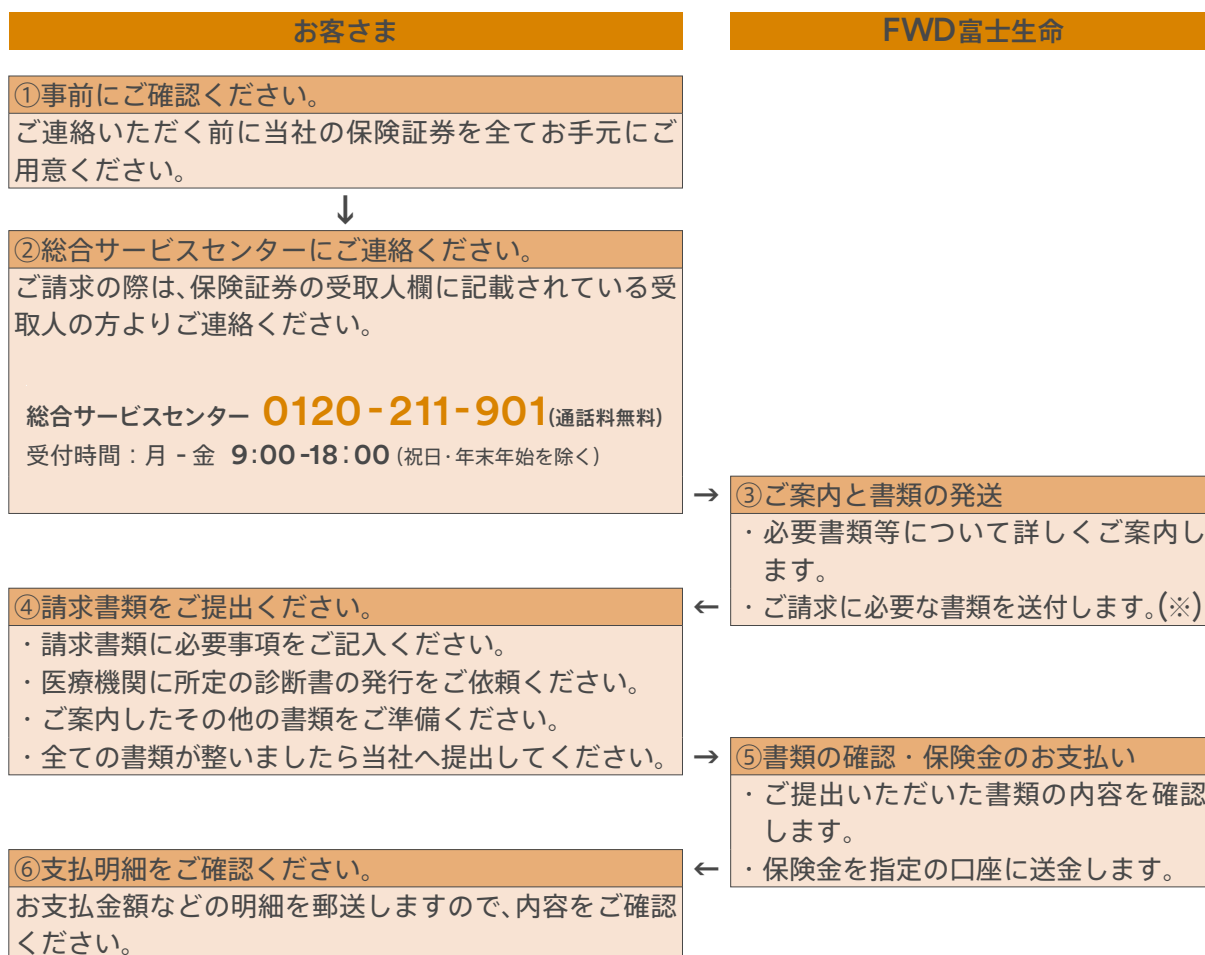 お客さま
FWD富士生命
①事前にご確認ください。
ご連絡いただく前に当社の保険証券を全てお手元にご
用意ください。
↓
②総合サービスセンターにご連絡ください。
ご請求の際は、保険証券の受取人欄に記載されている受
取人の方よりご連絡ください。
総合サービスセンター 0120-211-901(通話料無料)
受付時間：月 - 金 9:00-18:00 (祝日・年末年始を除く)
→
③ご案内と書類の発送
・必要書類等について詳しくご案内し
ます。
・ご請求に必要な書類を送付します。(※)
←
④請求書類をご提出ください。
・請求書類に必要事項をご記入ください。
・医療機関に所定の診断書の発行をご依頼ください。
・ご案内したその他の書類をご準備ください。
・全ての書類が整いましたら当社へ提出してください。
→
⑤書類の確認・保険金のお支払い
・ご提出いただいた書類の内容を確認
します。
・保険金を指定の口座に送金します。
←
⑥支払明細をご確認ください。
お支払金額などの明細を郵送しますので、内容をご確認
ください。